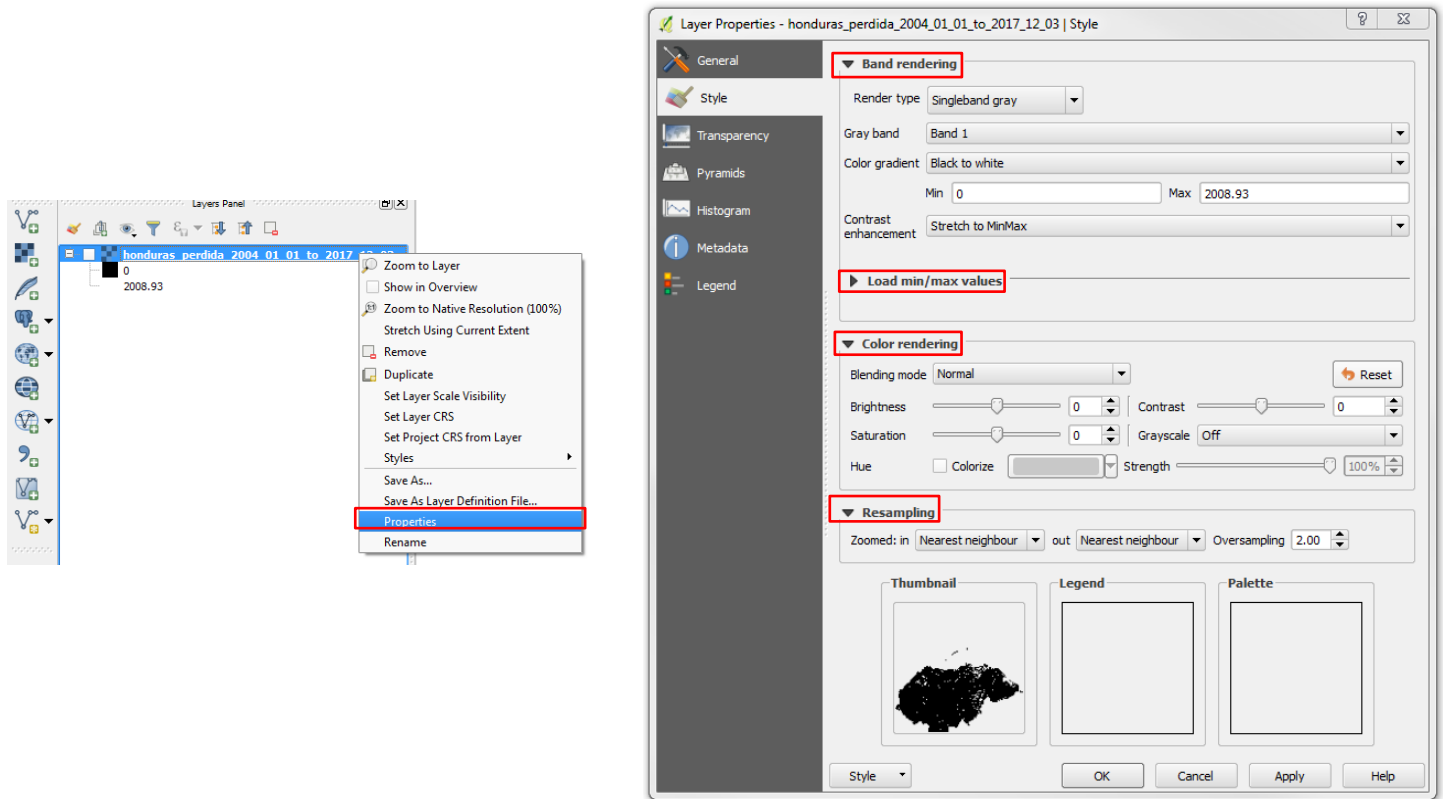 Layers Panel
honduras_perdida_2004_01_01_to_2017_12_03
0
2008.93
Zoom to Layer
Show in Overview
Zoom to Native Resolution (100%)
Stretch Using Current Extent
Remove
Duplicate
Set Layer Scale Visibility
Set Layer CRS
Set Project CRS from Layer
Styles
Save As...
Save As Layer Definition File...
Properties
Rename
Layer Properties - honduras_perdida_2004_01_01_to_2017_12_03 | Style
General
Style
Transparency
Pyramids
Histogram
Metadata
Legend
Band rendering
Render type Singleband gray
Gray band Band 1
Color gradient Black to white
Min 0 Max 2008.93
Contrast
enhancement Stretch to MinMax
Load min/max values
Color rendering
Blending mode Normal Reset
Brightness 0 Contrast 0
Saturation 0 Grayscale Off
Hue Colorize Strength 100%
Resampling
Zoomed: in Nearest neighbour out Nearest neighbour Oversampling 2.00
Thumbnail Legend Palette
Style OK Cancel Apply Help